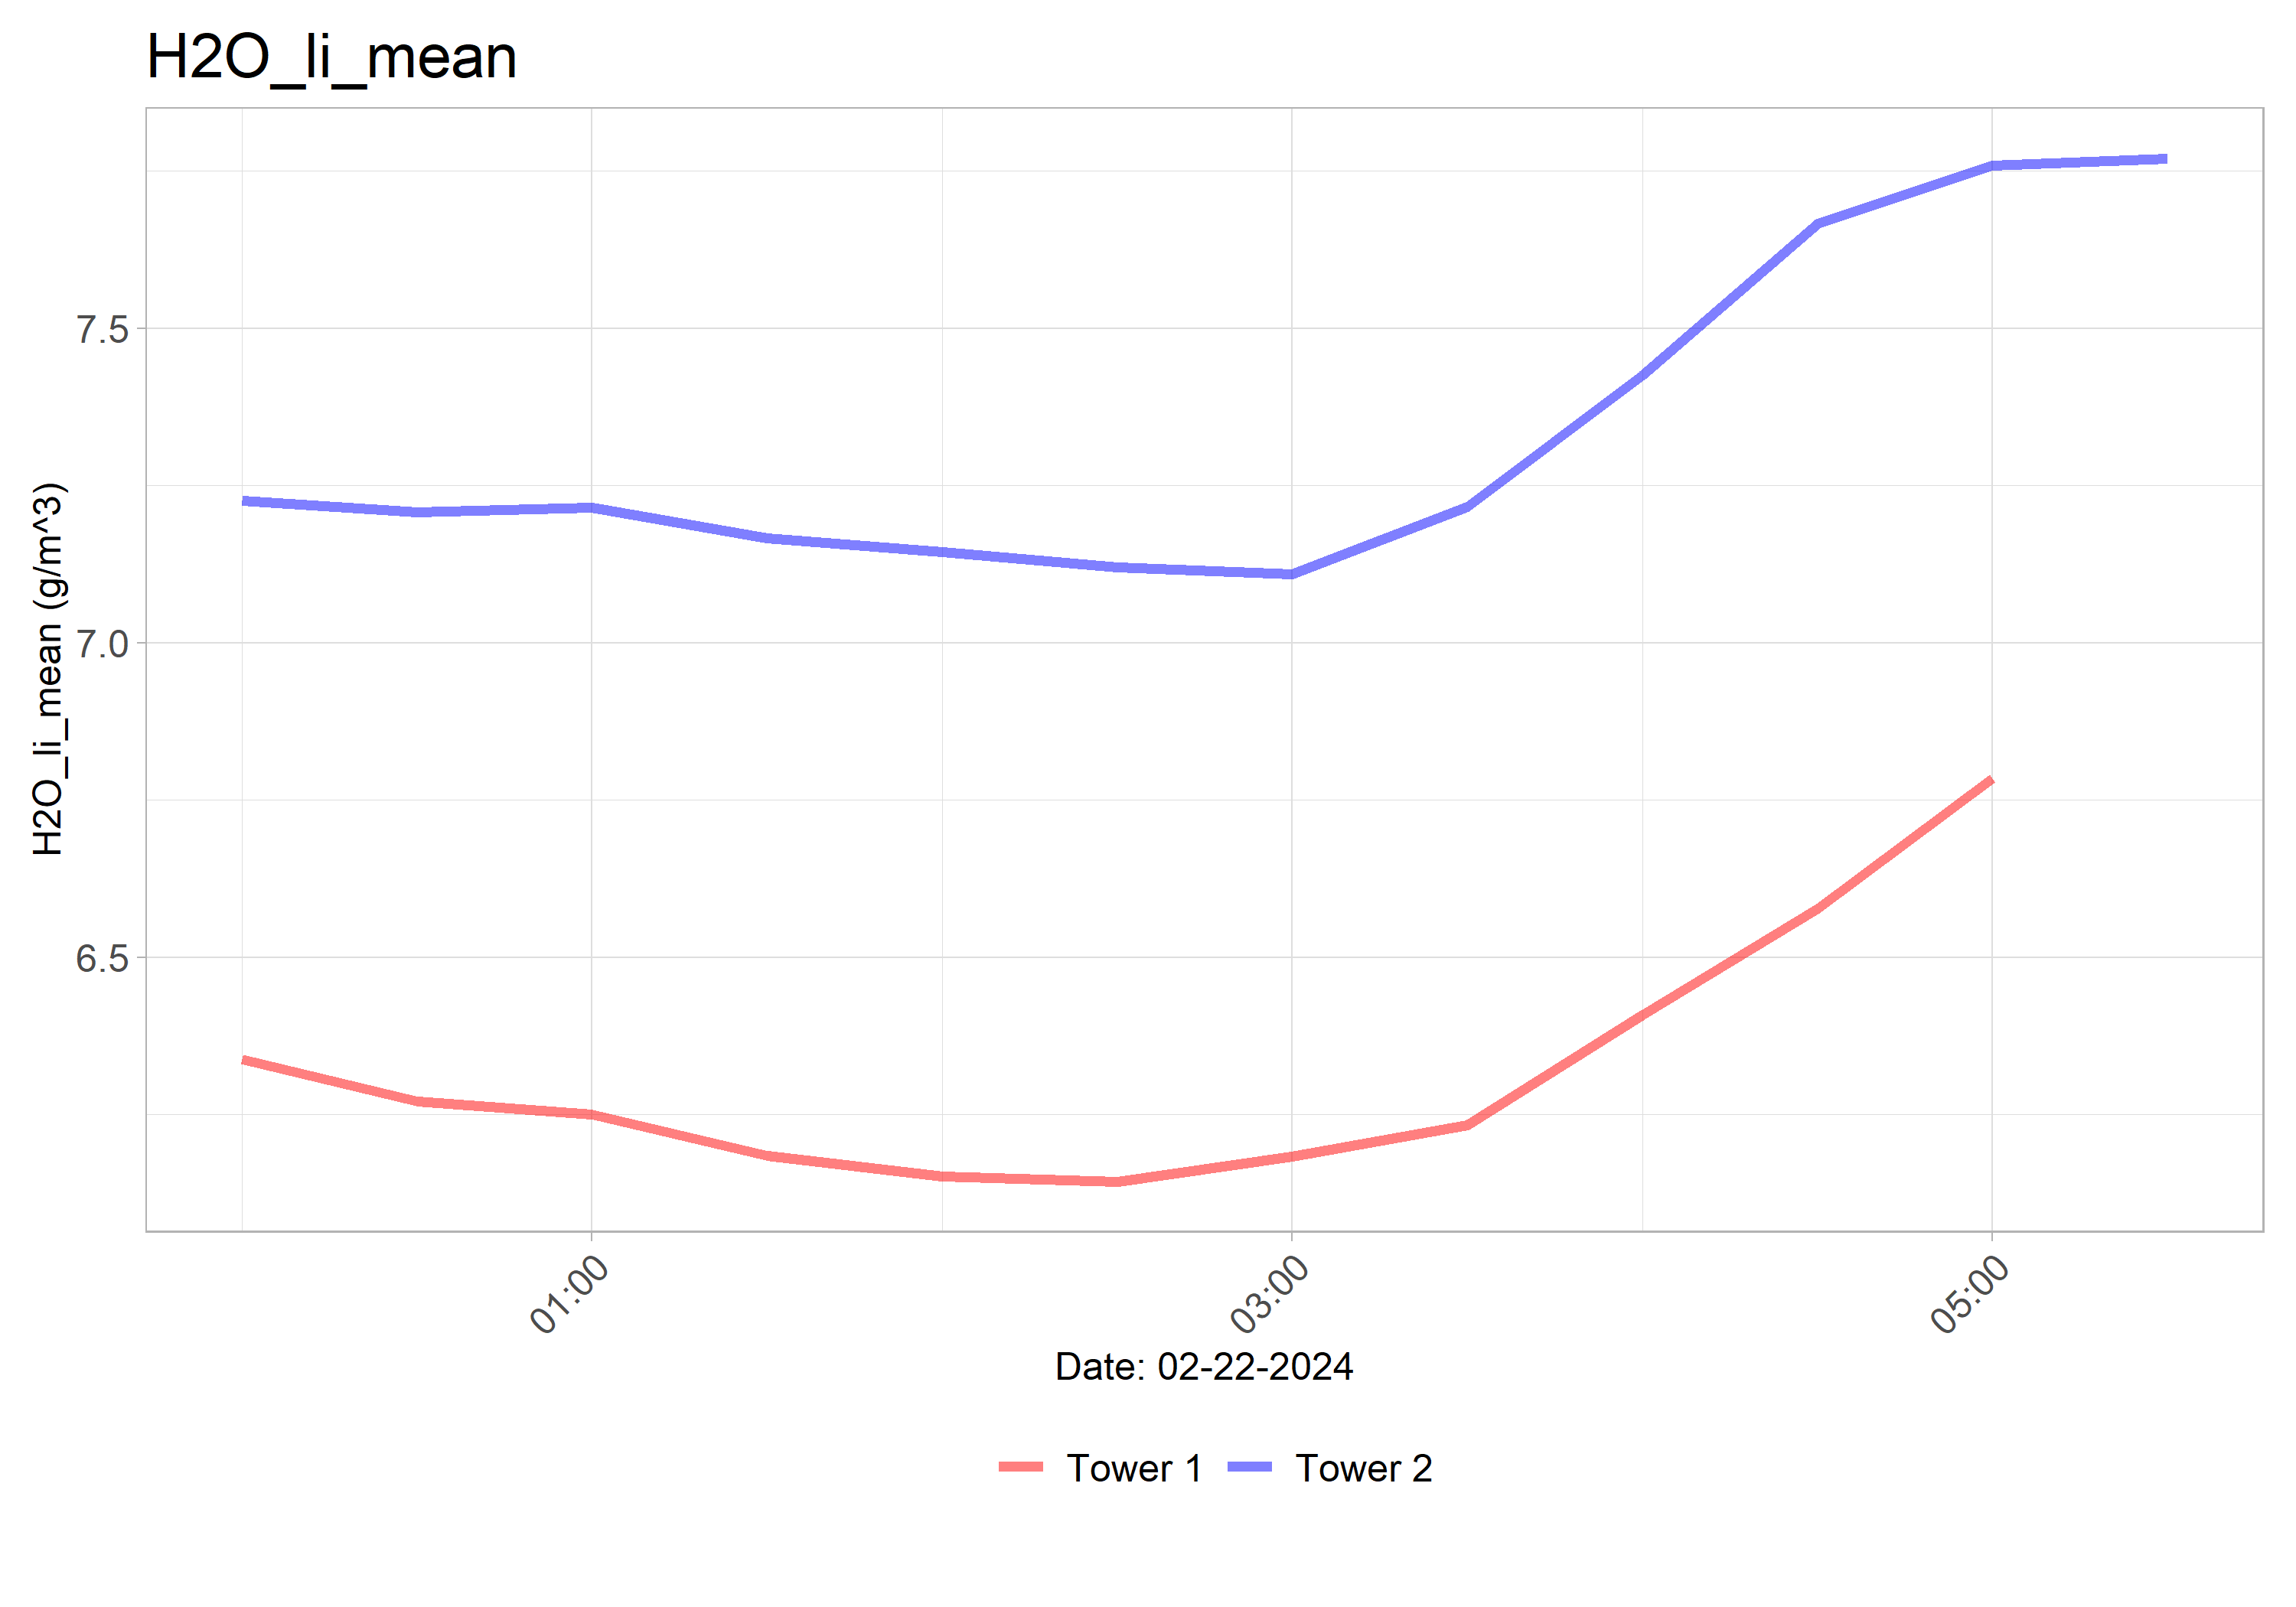 H2O_li_mean
H2O_li_mean (g/m^3)
7.5
7.0
6.5
01:00
03:00
05:00
Date: 02-22-2024
Tower 1
Tower 2